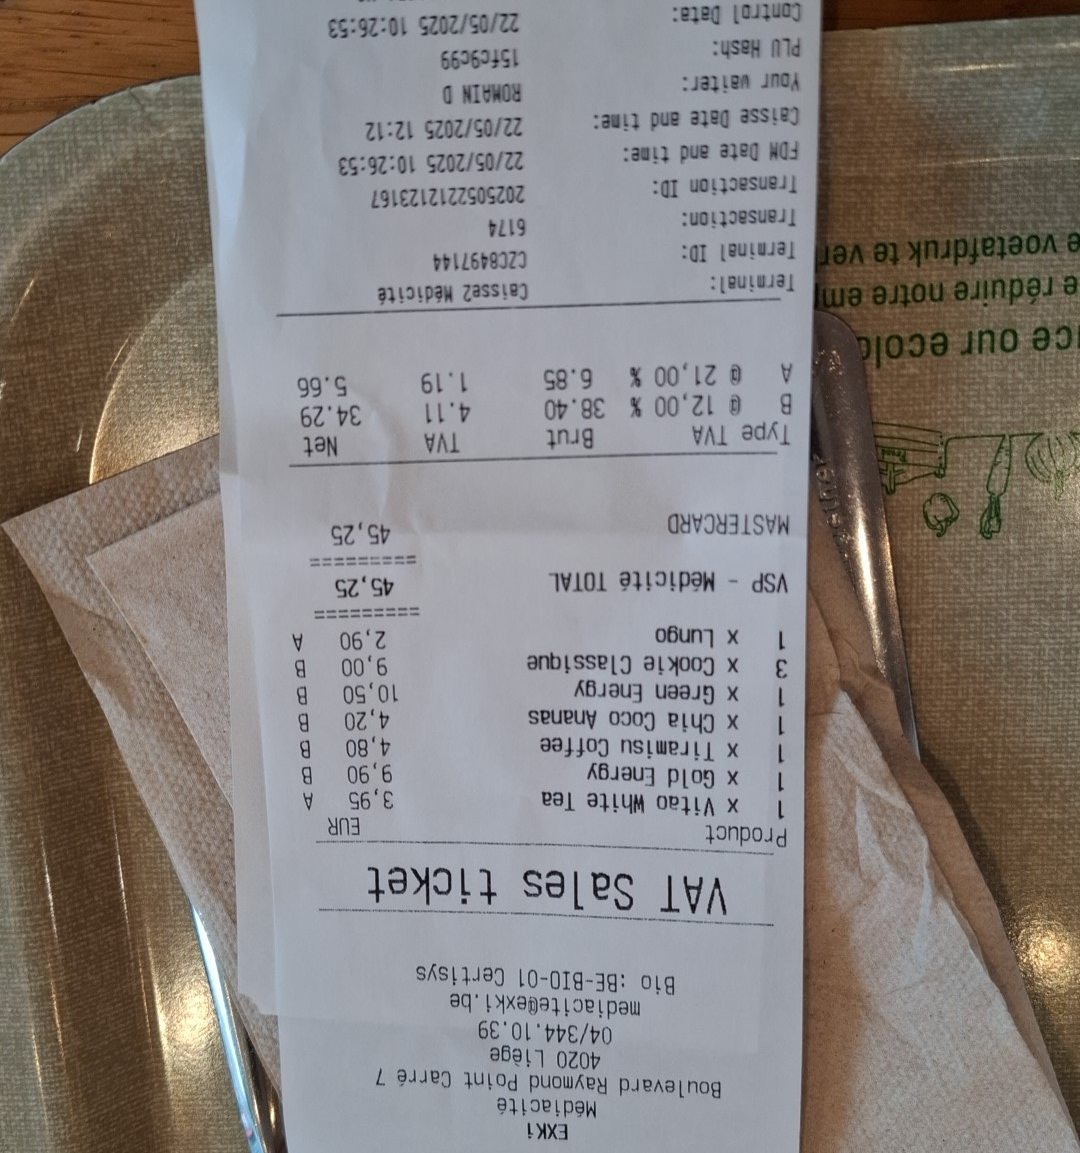 EXKi
Médiacité
Boulevard Raymond Point Carré 7
4020 Liège
04/344.10.39
mediacite@exki.be
Bio :BE-BIO-01 Certisys
VAT Sales ticket
Product EUR
1 x Vitao White Tea 3,95 A
1 x Gold Energy 9,90 B
1 x Tiramisu Coffee 4,80 B
1 x Chia Coco Ananas 4,20 B
1 x Green Energy 10,50 B
3 x Cookie Classique 9,00 B
1 x Lungo 2,90 A
=========
VSP - Médicité TOTAL 45,25
=========
MASTERCARD 45,25
Type TVA Brut TVA Net
B @ 12,00 % 38.40 4.11 34.29
A @ 21,00 % 6.85 1.19 5.66
Terminal: Caisse2 Médicité
Terminal ID: CZC8497144
Transaction: 6174
Transaction ID: 20250522121223167
FDM Date and time: 22/05/2025 10:26:53
Caisse Date and time: 22/05/2025 12:12
Your waiter: ROMAIN D
PLU Hash: 15fc9c99
Control Data: 22/05/2025 10:26:53
ce our ecolo
e réduire notre em
e voetafdruk te ver